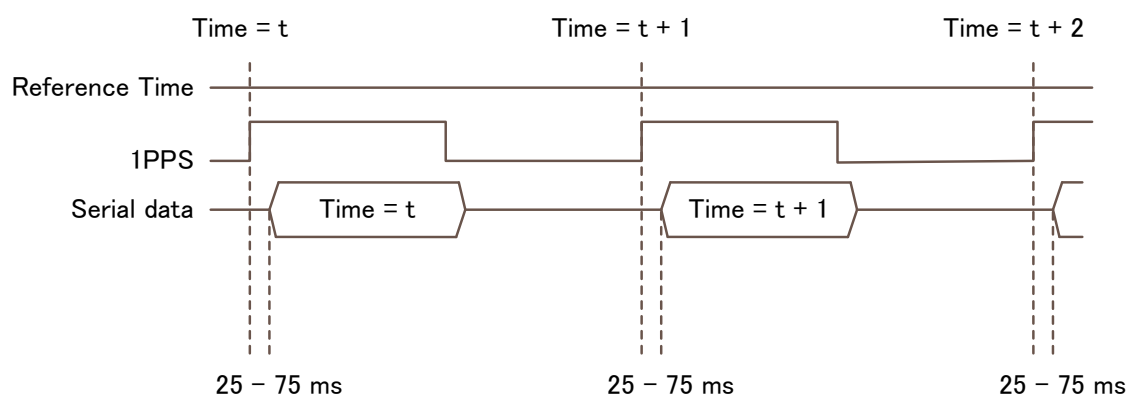 Time = t
Time = t + 1
Time = t + 2
Reference Time
1PPS
Serial data
Time = t
Time = t + 1
25 – 75 ms
25 – 75 ms
25 – 75 ms